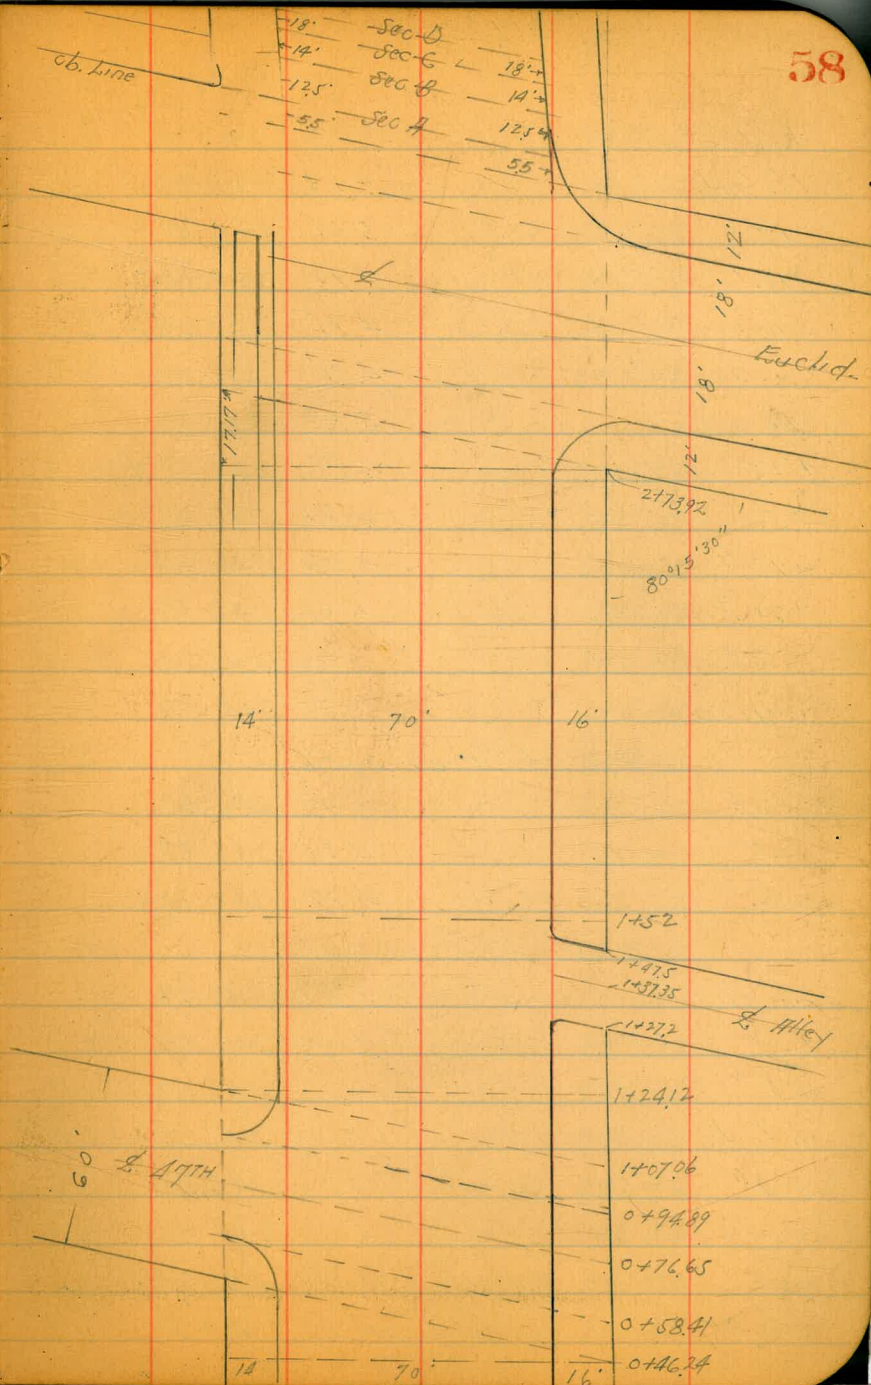 58
18' Sec D
14' Sec C 18'
12.5' Sec B 14'
5.5' Sec A 12.5
5.5
cb. Line
12'
18'
℄
Euclid
18'
17.17
12'
2+73.92
80°15'30"
14' 70' 16'
1+52
1+47.5
1+37.35
1+27.2
℄ Alley
1+24.12
60'
℄ 47TH
1+07.06
0+94.89
0+76.65
0+58.41
0+46.24
14 70' 16'